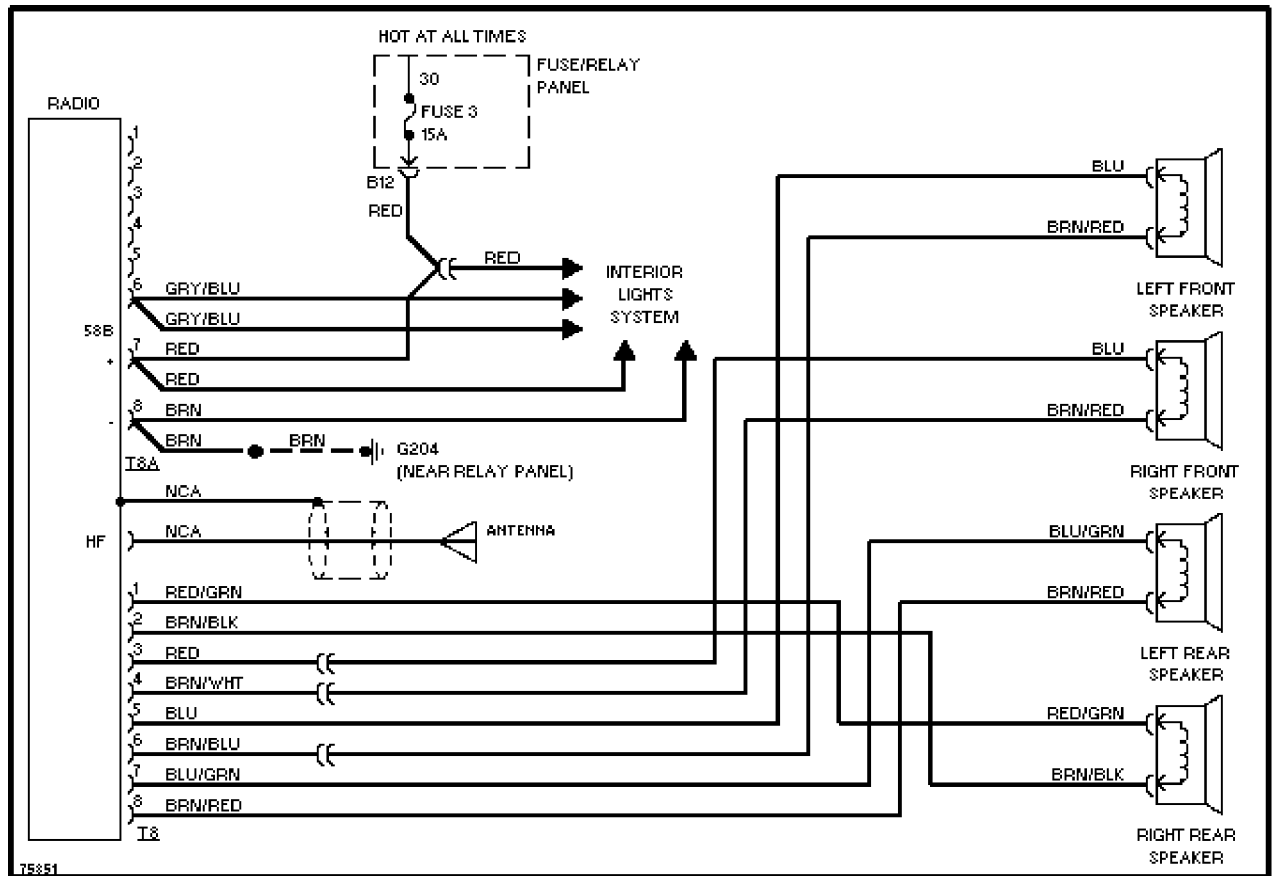 HOT AT ALL TIMES
FUSE/RELAY
PANEL
30
FUSE 3
15A
B12
RED
RADIO
1
2
3
4
5
6
GRY/BLU
GRY/BLU
58B
7
RED
+
RED
8
BRN
-
BRN
BRN
G204
(NEAR RELAY PANEL)
T8A
RED
INTERIOR
LIGHTS
SYSTEM
NCA
HF
NCA
ANTENNA
1
RED/GRN
2
BRN/BLK
3
RED
4
BRN/WHT
5
BLU
6
BRN/BLU
7
BLU/GRN
8
BRN/RED
T8
BLU
BRN/RED
LEFT FRONT
SPEAKER
BLU
BRN/RED
RIGHT FRONT
SPEAKER
BLU/GRN
BRN/RED
LEFT REAR
SPEAKER
RED/GRN
BRN/BLK
RIGHT REAR
SPEAKER
75851